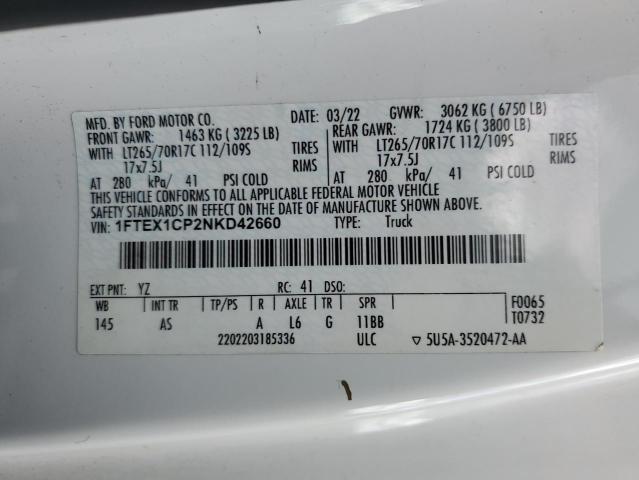 MFD. BY FORD MOTOR CO. DATE: 03/22 GVWR: 3062 KG ( 6750 LB)
FRONT GAWR: 1463 KG ( 3225 LB) REAR GAWR: 1724 KG ( 3800 LB)
WITH LT265/70R17C 112/109S TIRES WITH LT265/70R17C 112/109S TIRES
17x7.5J RIMS 17x7.5J RIMS
AT 280 kPa/ 41 PSI COLD AT 280 kPa/ 41 PSI COLD
THIS VEHICLE CONFORMS TO ALL APPLICABLE FEDERAL MOTOR VEHICLE
SAFETY STANDARDS IN EFFECT ON THE DATE OF MANUFACTURE SHOWN ABOVE.
VIN: 1FTEX1CP2NKD42660 TYPE: Truck
EXT PNT: YZ RC: 41 DSO:
WB INT TR TP/PS R AXLE TR SPR F0065
145 AS A L6 G 11BB T0732
2202203185336 ULC ▽ 5U5A-3520472-AA